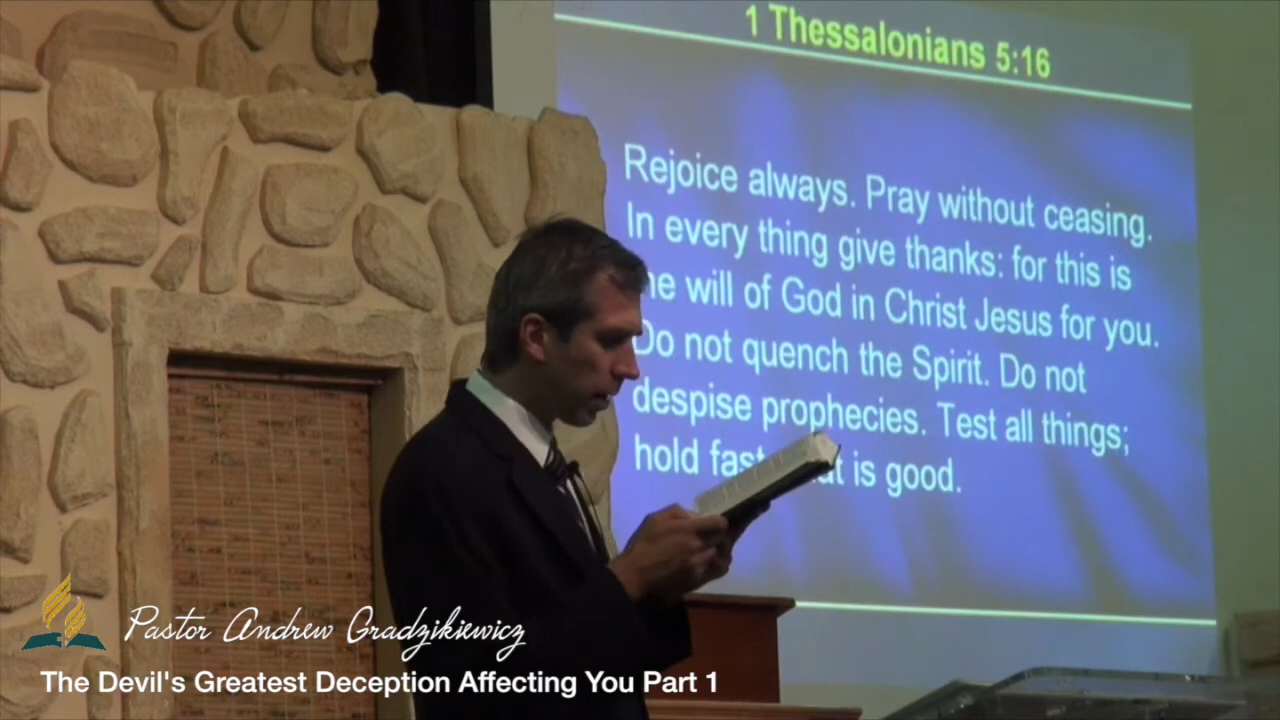 1 Thessalonians 5:16
Rejoice always. Pray without ceasing.
In every thing give thanks: for this is
he will of God in Christ Jesus for you.
Do not quench the Spirit. Do not
despise prophecies. Test all things;
hold fast at is good.
Pastor Andrew Gradzikiewicz
The Devil's Greatest Deception Affecting You Part 1